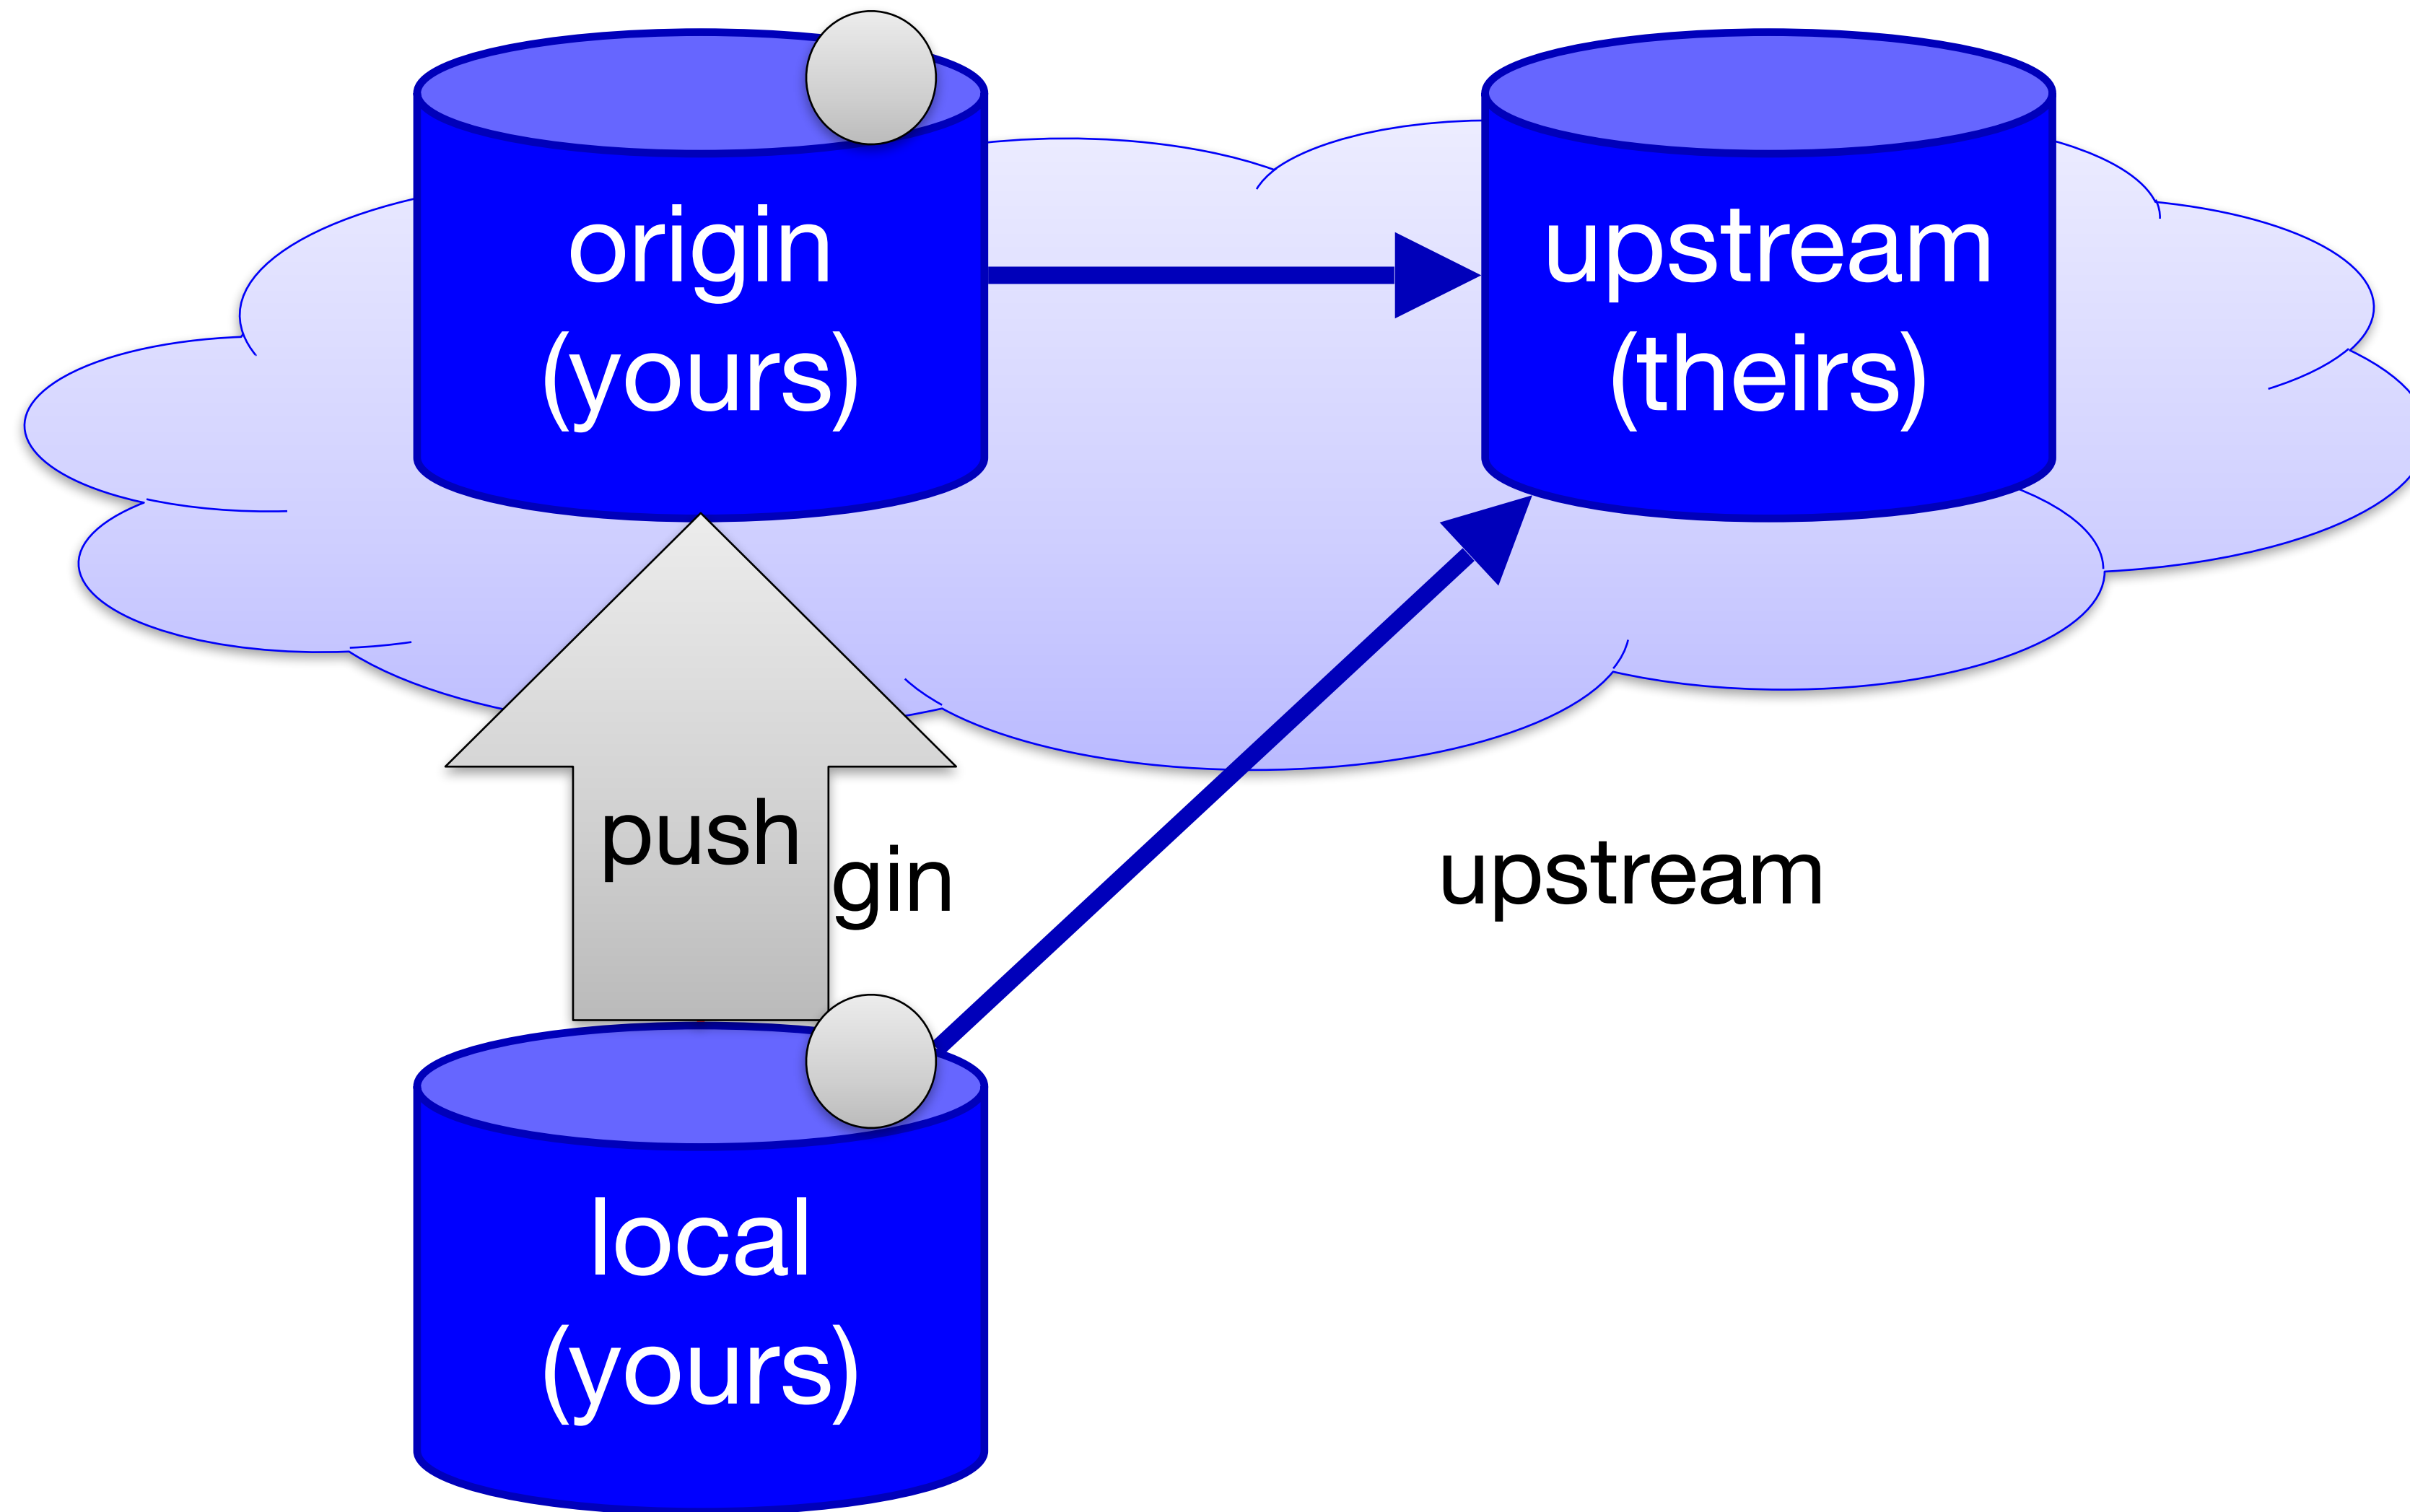 origin
(yours)
upstream
(theirs)
push
gin
upstream
local
(yours)